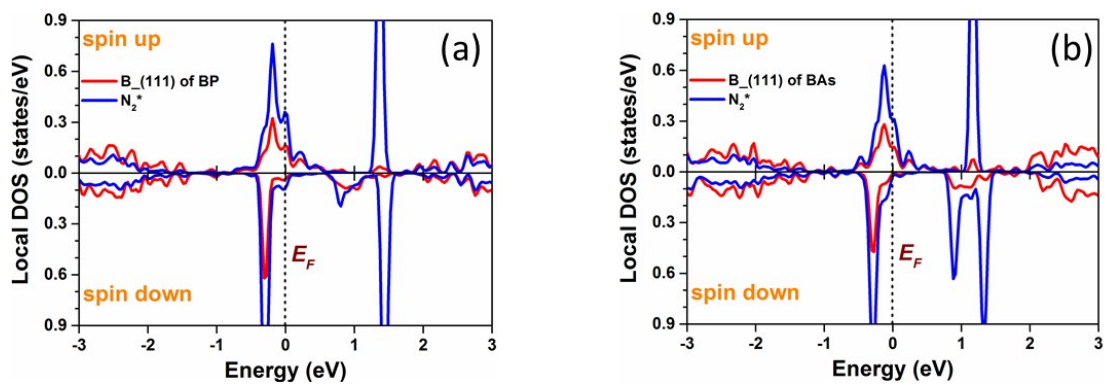 (a)
spin up
B_(111) of BP
N₂*
Local DOS (states/eV)
0.9
0.6
0.3
0.0
0.3
0.6
0.9
E_F
spin down
-3 -2 -1 0 1 2 3
Energy (eV)
(b)
spin up
B_(111) of BAs
N₂*
Local DOS (states/eV)
0.9
0.6
0.3
0.0
0.3
0.6
0.9
E_F
spin down
-3 -2 -1 0 1 2 3
Energy (eV)